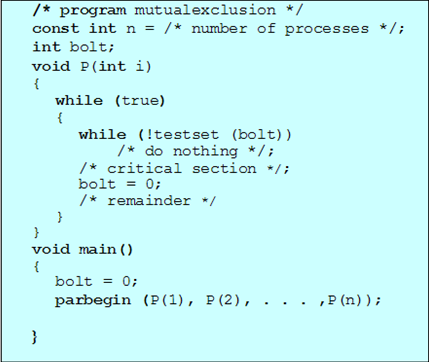 /* program mutualexclusion */
const int n = /* number of processes */;
int bolt;
void P(int i)
{
while (true)
{
while (!testset (bolt))
/* do nothing */;
/* critical section */;
bolt = 0;
/* remainder */
}
}
void main()
{
bolt = 0;
parbegin (P(1), P(2), . . . ,P(n));
}